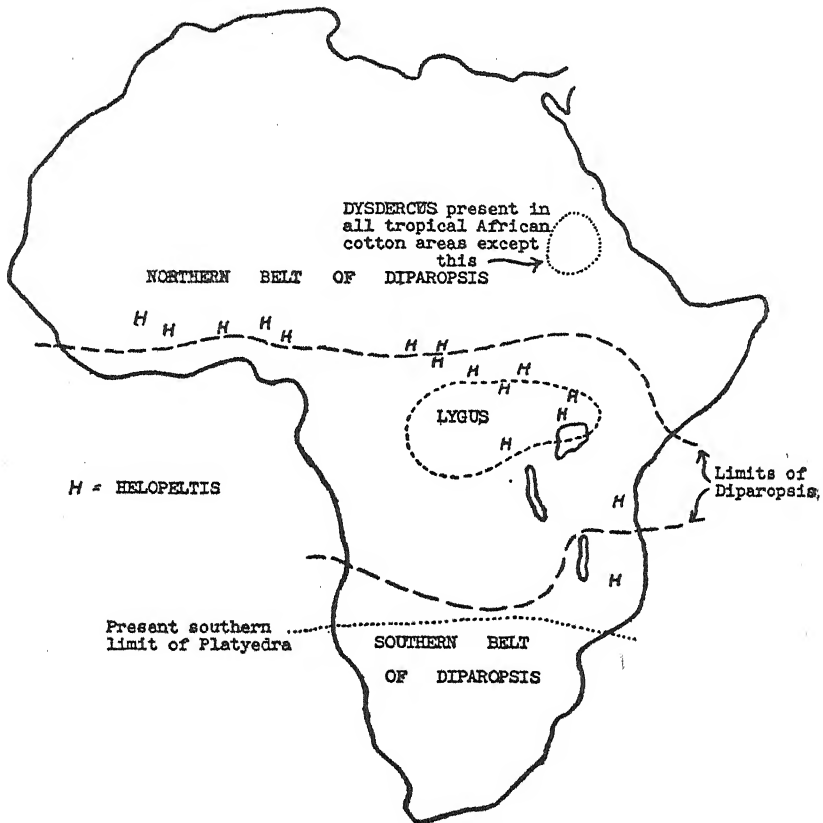 DYSDERCUS present in
all tropical African
cotton areas except
this
NORTHERN BELT OF DIPAROPSIS
H
H
H
H
H
H
H
H
H
H
H
H
H
LYGUS
H
H = HELOPELTIS
Limits of
Diparopsis,
H
H
Present southern
limit of Platyedra
SOUTHERN BELT
OF DIPAROPSIS